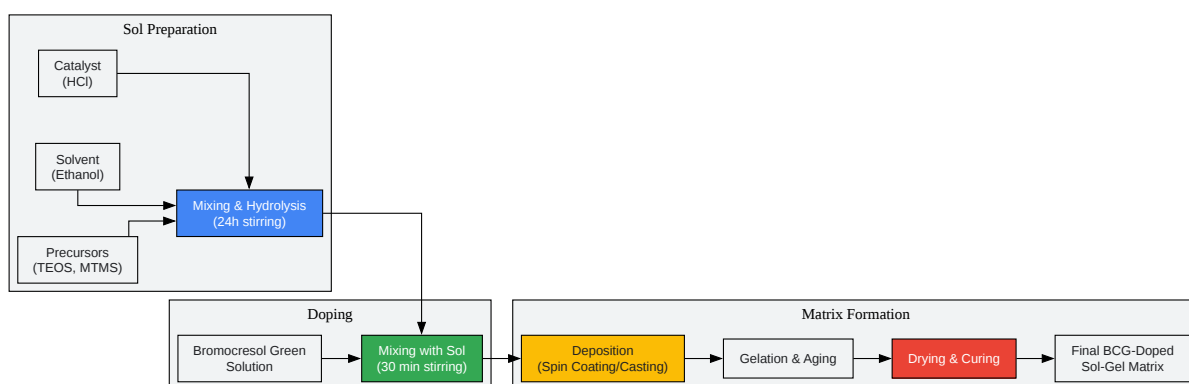 Sol Preparation
Catalyst
(HCl)
Solvent
(Ethanol)
Mixing & Hydrolysis
(24h stirring)
Precursors
(TEOS, MTMS)
Doping
Bromocresol Green
Solution
Mixing with Sol
(30 min stirring)
Matrix Formation
Deposition
(Spin Coating/Casting)
Gelation & Aging
Drying & Curing
Final BCG-Doped
Sol-Gel Matrix